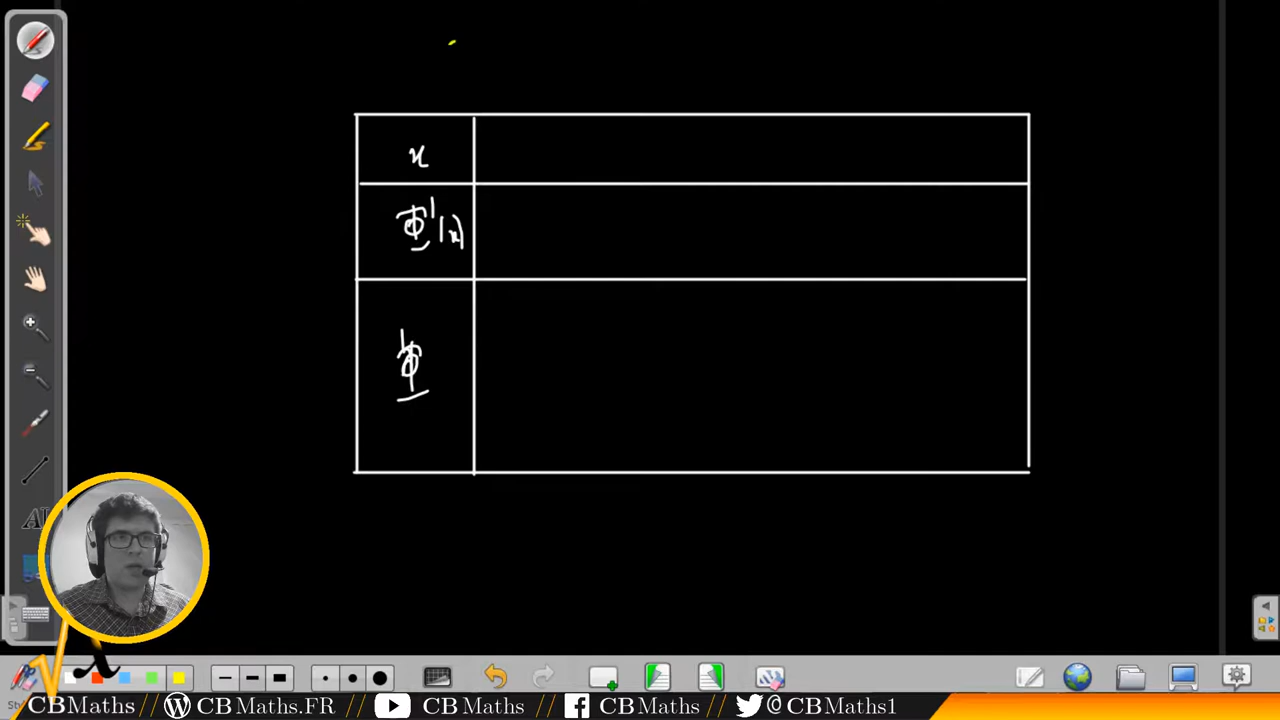 x
Φ'(x)
Φ
CBMaths // CBMaths.FR // CBMaths // CBMaths // @CBMaths1